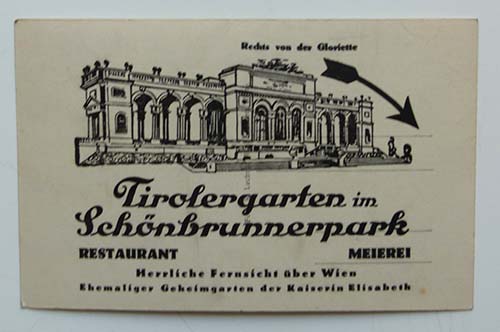 Rechts von der Gloriette
Tirolergarten im
Schönbrunnerpark
RESTAURANT MEIEREI
Herrliche Fernsicht über Wien
Ehemaliger Geheimgarten der Kaiserin Elisabeth